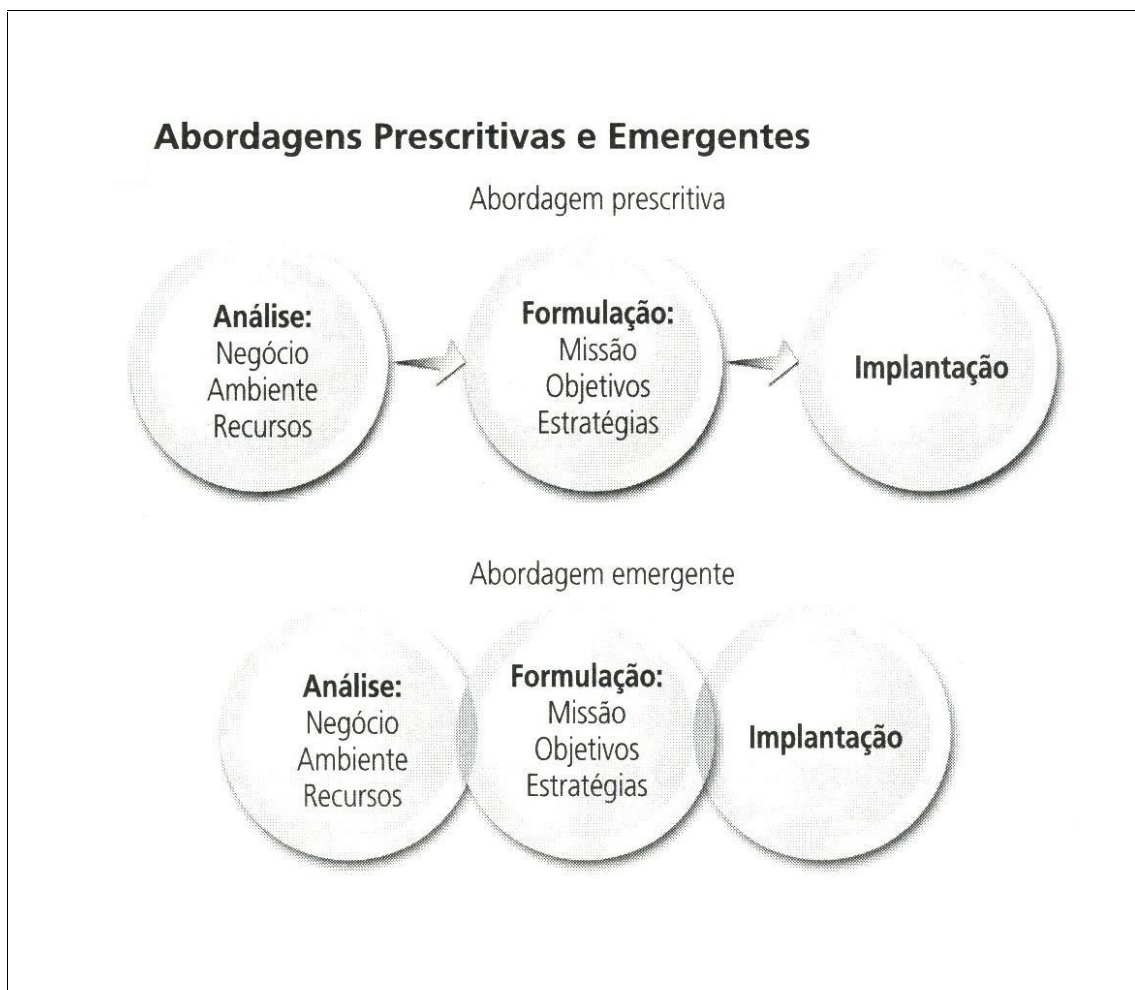 Abordagens Prescritivas e Emergentes
Abordagem prescritiva
Análise:
Negócio
Ambiente
Recursos
Formulação:
Missão
Objetivos
Estratégias
Implantação
Abordagem emergente
Análise:
Negócio
Ambiente
Recursos
Formulação:
Missão
Objetivos
Estratégias
Implantação